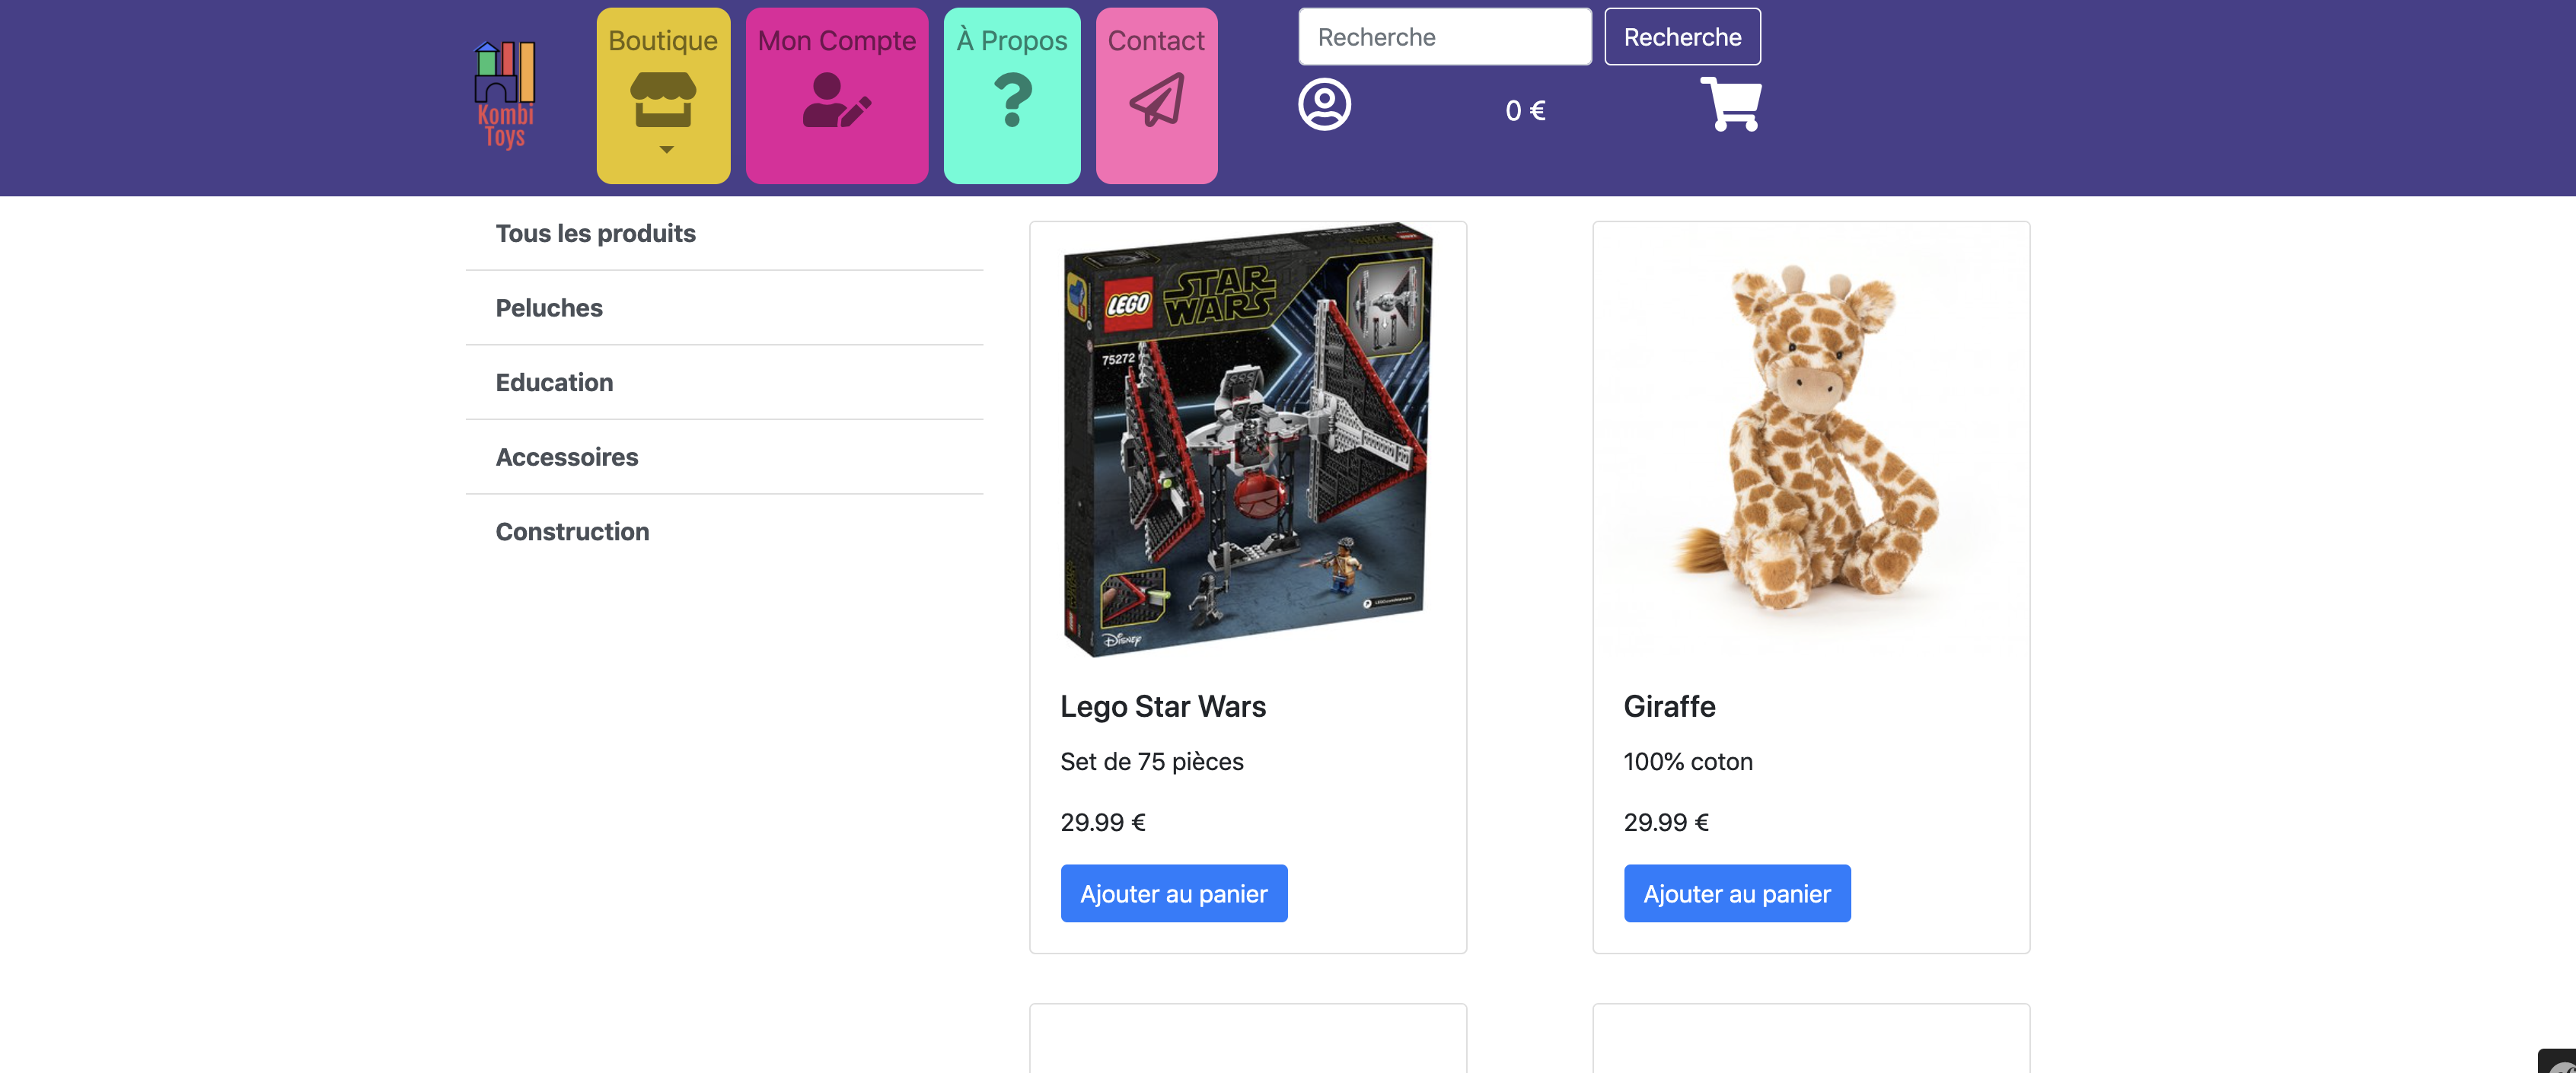 Boutique
Mon Compte
À Propos
Contact
Recherche
Recherche
Kombi
Toys
0 €
Tous les produits
Peluches
Education
Accessoires
Construction
LEGO
STAR
WARS
75272
Disney
Lego Star Wars
Set de 75 pièces
29.99 €
Ajouter au panier
Giraffe
100% coton
29.99 €
Ajouter au panier